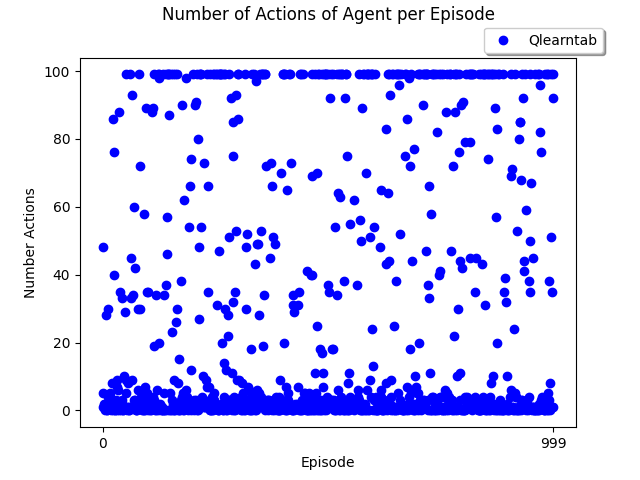 Number of Actions of Agent per Episode
Qlearntab
100
80
60
40
20
0
Number Actions
0
999
Episode